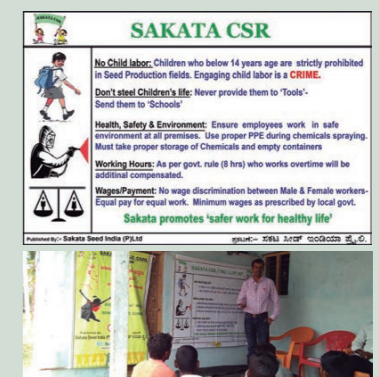 SAKATA CSR
No Child labor: Children who below 14 years age are strictly prohibited
in Seed Production fields. Engaging child labor is a CRIME.
Don't steel Children's life: Never provide them to 'Tools'-
Send them to 'Schools'
Health, Safety & Environment: Ensure employees work in safe
environment at all premises. Use proper PPE during chemicals spraying.
Must take proper storage of Chemicals and empty containers
Working Hours: As per govt. rule (8 hrs) who works overtime will be
additinal compensated.
Wages/Payment: No wage discrimination between Male & Female workers-
Equal pay for equal work. Minimum wages as prescribed by local govt.
Sakata promotes 'safer work for healthy life'
Published By:- Sakata Seed India (P)Ltd
ಪ್ರಕಟಣೆ:- ಸಕಟಾ ಸೀಡ್ ಇಂಡಿಯಾ ಪ್ರೈ.ಲಿ.
SAKATA CSR